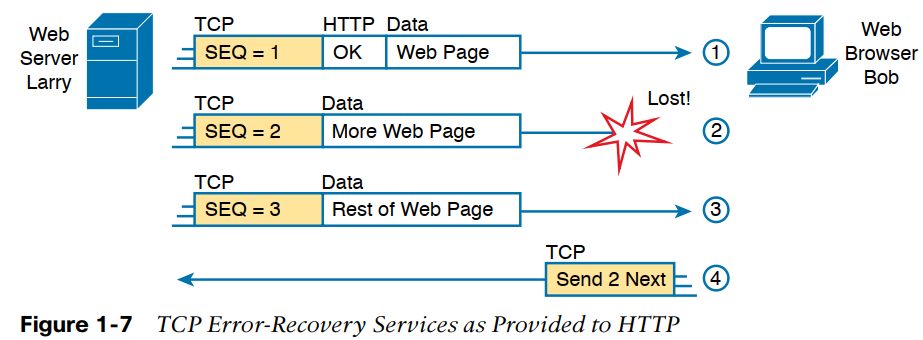 Web
Server
Larry
TCP HTTP Data
SEQ = 1 OK Web Page
1
Web
Browser
Bob
TCP Data
SEQ = 2 More Web Page
Lost!
2
TCP Data
SEQ = 3 Rest of Web Page
3
TCP
Send 2 Next
4
Figure 1-7 TCP Error-Recovery Services as Provided to HTTP